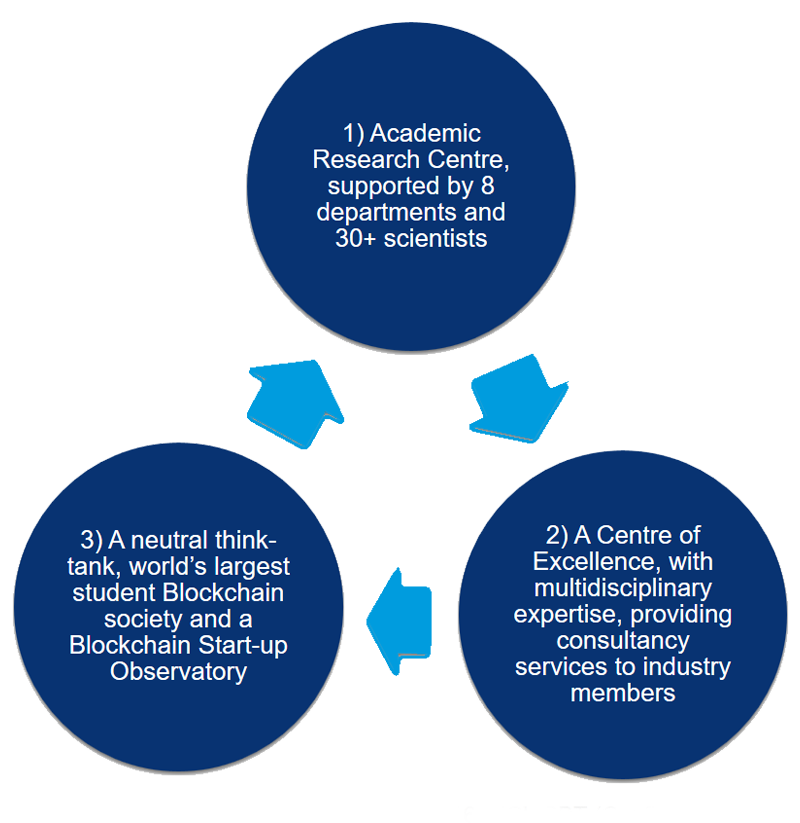 1) Academic
Research Centre,
supported by 8
departments and
30+ scientists
2) A Centre of
Excellence, with
multidisciplinary
expertise, providing
consultancy
services to industry
members
3) A neutral think-
tank, world’s largest
student Blockchain
society and a
Blockchain Start-up
Observatory